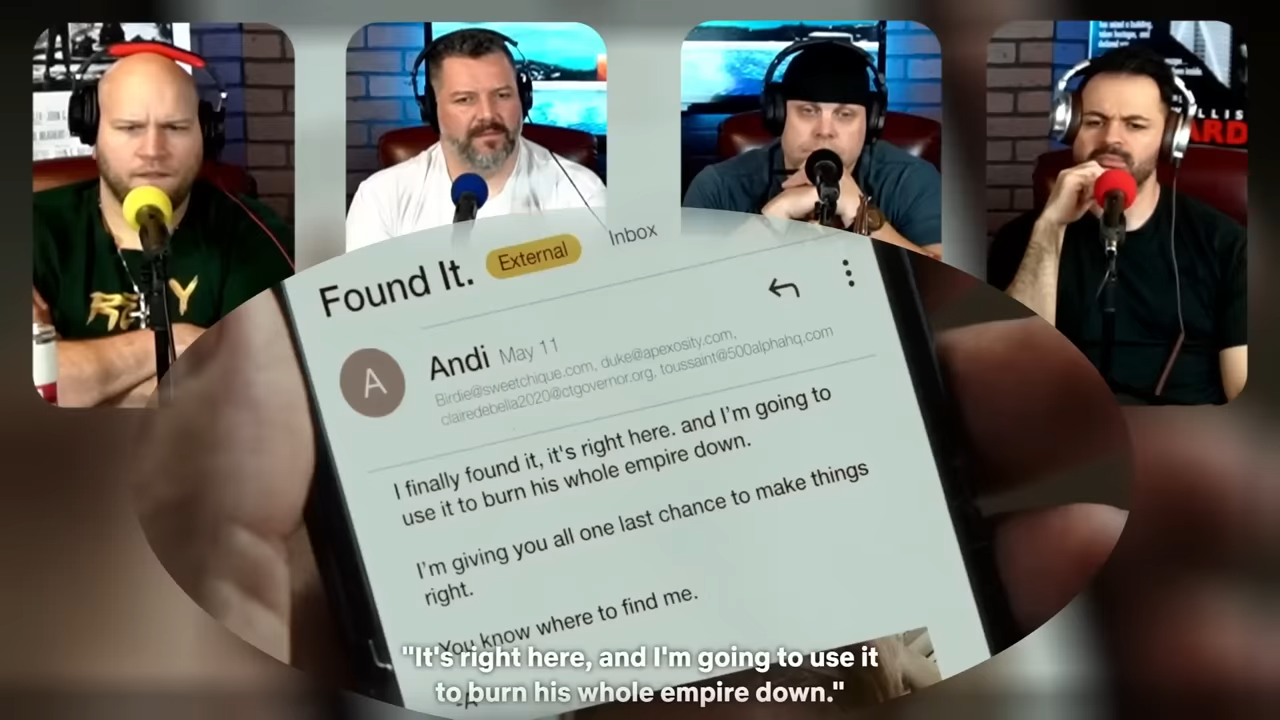 Found It. External Inbox
Andi May 11
Birdie@sweetchique.com, duke@apexosity.com,
clairedebella2020@ctgovernor.org, toussaint@500alphahq.com
I finally found it, it's right here. and I'm going to
use it to burn his whole empire down.
I'm giving you all one last chance to make things
right.
You know where to find me.
-A
"It's right here, and I'm going to use it
to burn his whole empire down."